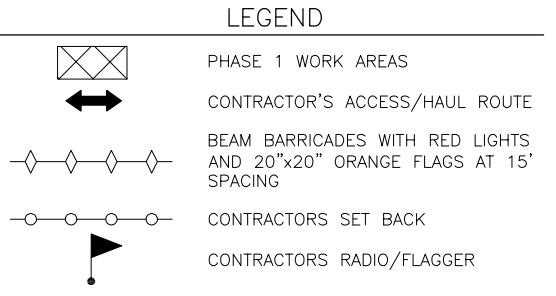 LEGEND
PHASE 1 WORK AREAS
CONTRACTOR'S ACCESS/HAUL ROUTE
BEAM BARRICADES WITH RED LIGHTS
AND 20"x20" ORANGE FLAGS AT 15'
SPACING
CONTRACTORS SET BACK
CONTRACTORS RADIO/FLAGGER